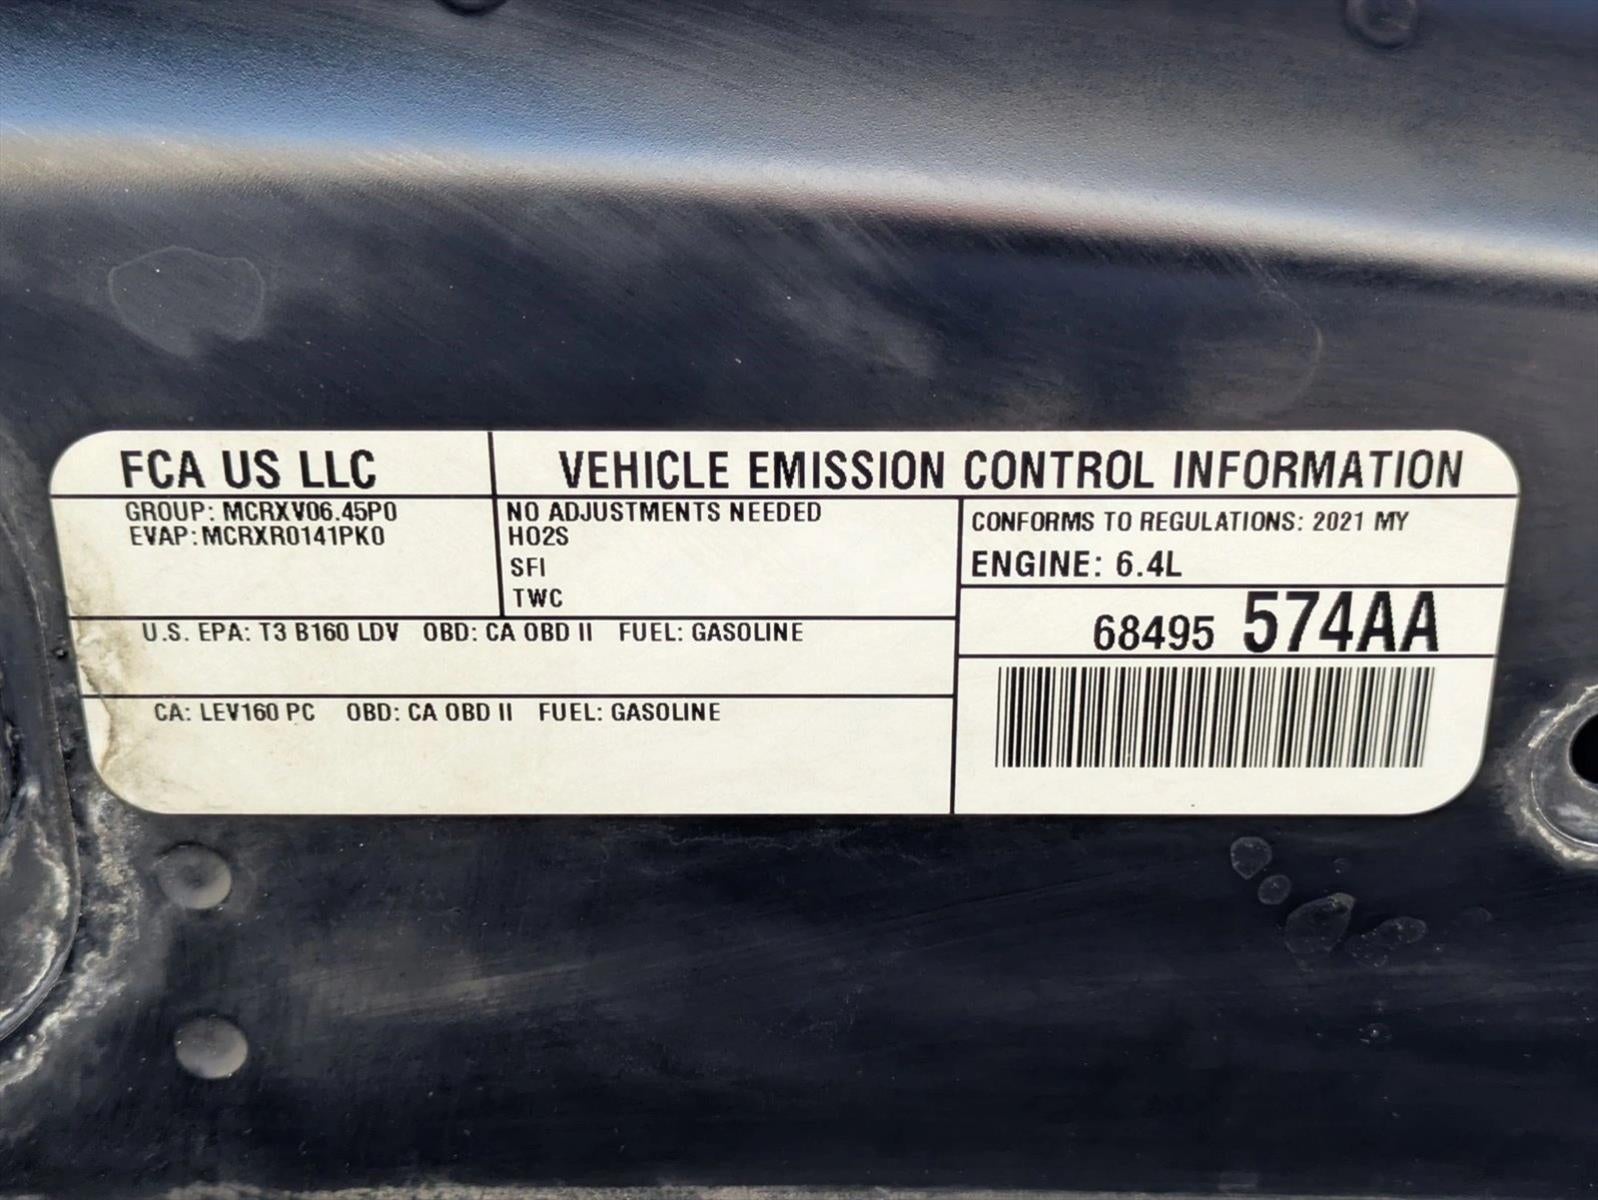 FCA US LLC
VEHICLE EMISSION CONTROL INFORMATION
GROUP: MCRXV06.45P0
EVAP: MCRXR0141PK0
NO ADJUSTMENTS NEEDED
HO2S
SFI
TWC
CONFORMS TO REGULATIONS: 2021 MY
ENGINE: 6.4L
U.S. EPA: T3 B160 LDV OBD: CA OBD II FUEL: GASOLINE
68495 574AA
CA: LEV160 PC OBD: CA OBD II FUEL: GASOLINE